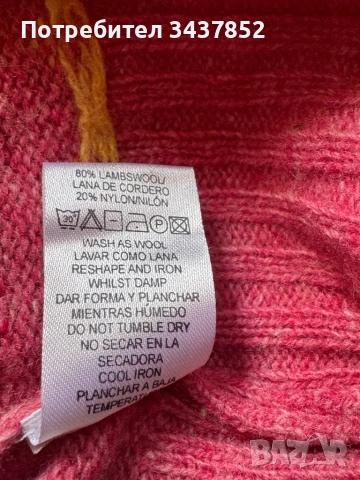 Потребител 3437852
80% LAMBSWOOL/
LANA DE CORDERO
20% NYLON/NILÓN
30° P
WASH AS WOOL
LAVAR COMO LANA
RESHAPE AND IRON
WHILST DAMP
DAR FORMA Y PLANCHAR
MIENTRAS HÚMEDO
DO NOT TUMBLE DRY
NO SECAR EN LA
SECADORA
COOL IRON
PLANCHAR A BAJA
BAZAR